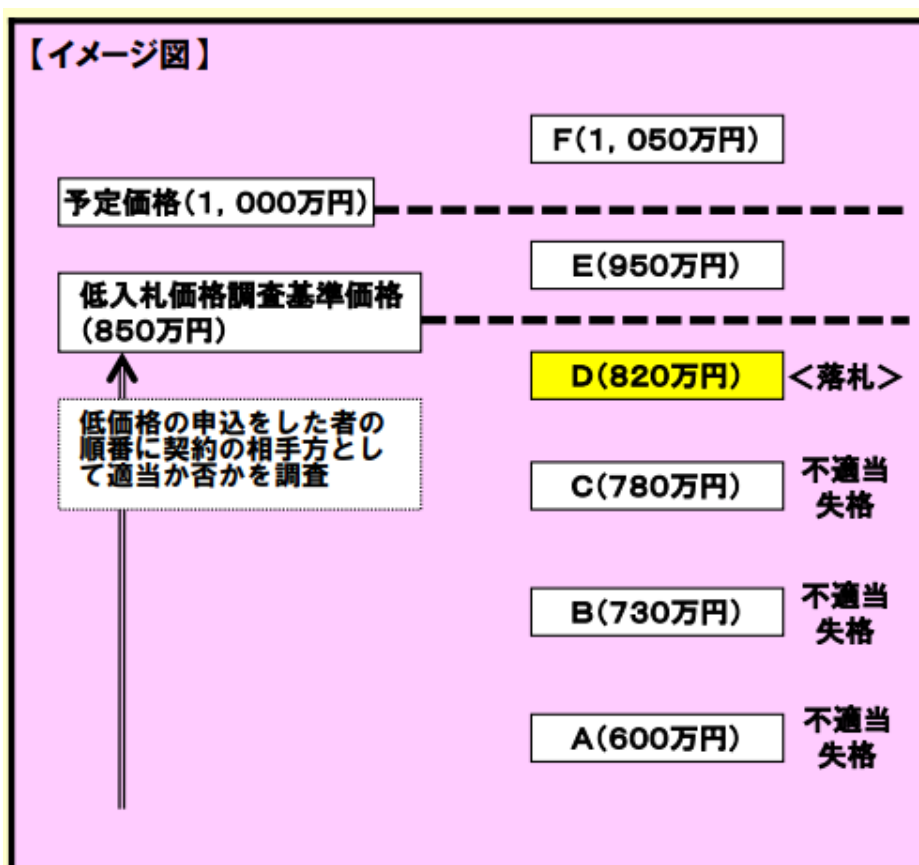 【イメージ図】
F(1，050万円)
予定価格(1，000万円)
E(950万円)
低入札価格調査基準価格
(850万円)
D(820万円)
＜落札＞
低価格の申込をした者の
順番に契約の相手方とし
て適当か否かを調査
C(780万円)
不適当
失格
B(730万円)
不適当
失格
A(600万円)
不適当
失格